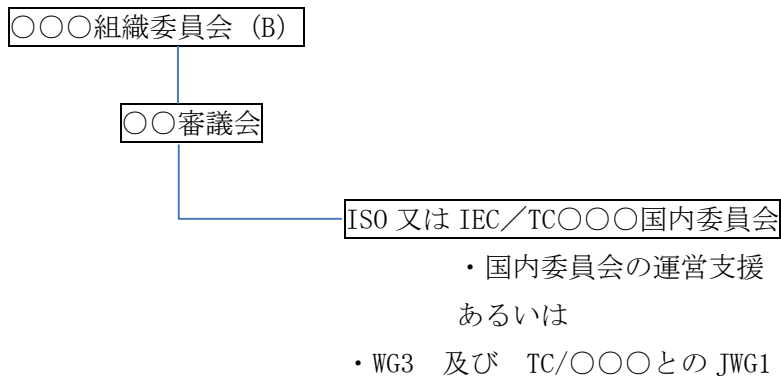 ○○○組織委員会（B）
○○審議会
ISO 又は IEC／TC○○○国内委員会
・国内委員会の運営支援
あるいは
・WG3　及び　TC/○○○との JWG1